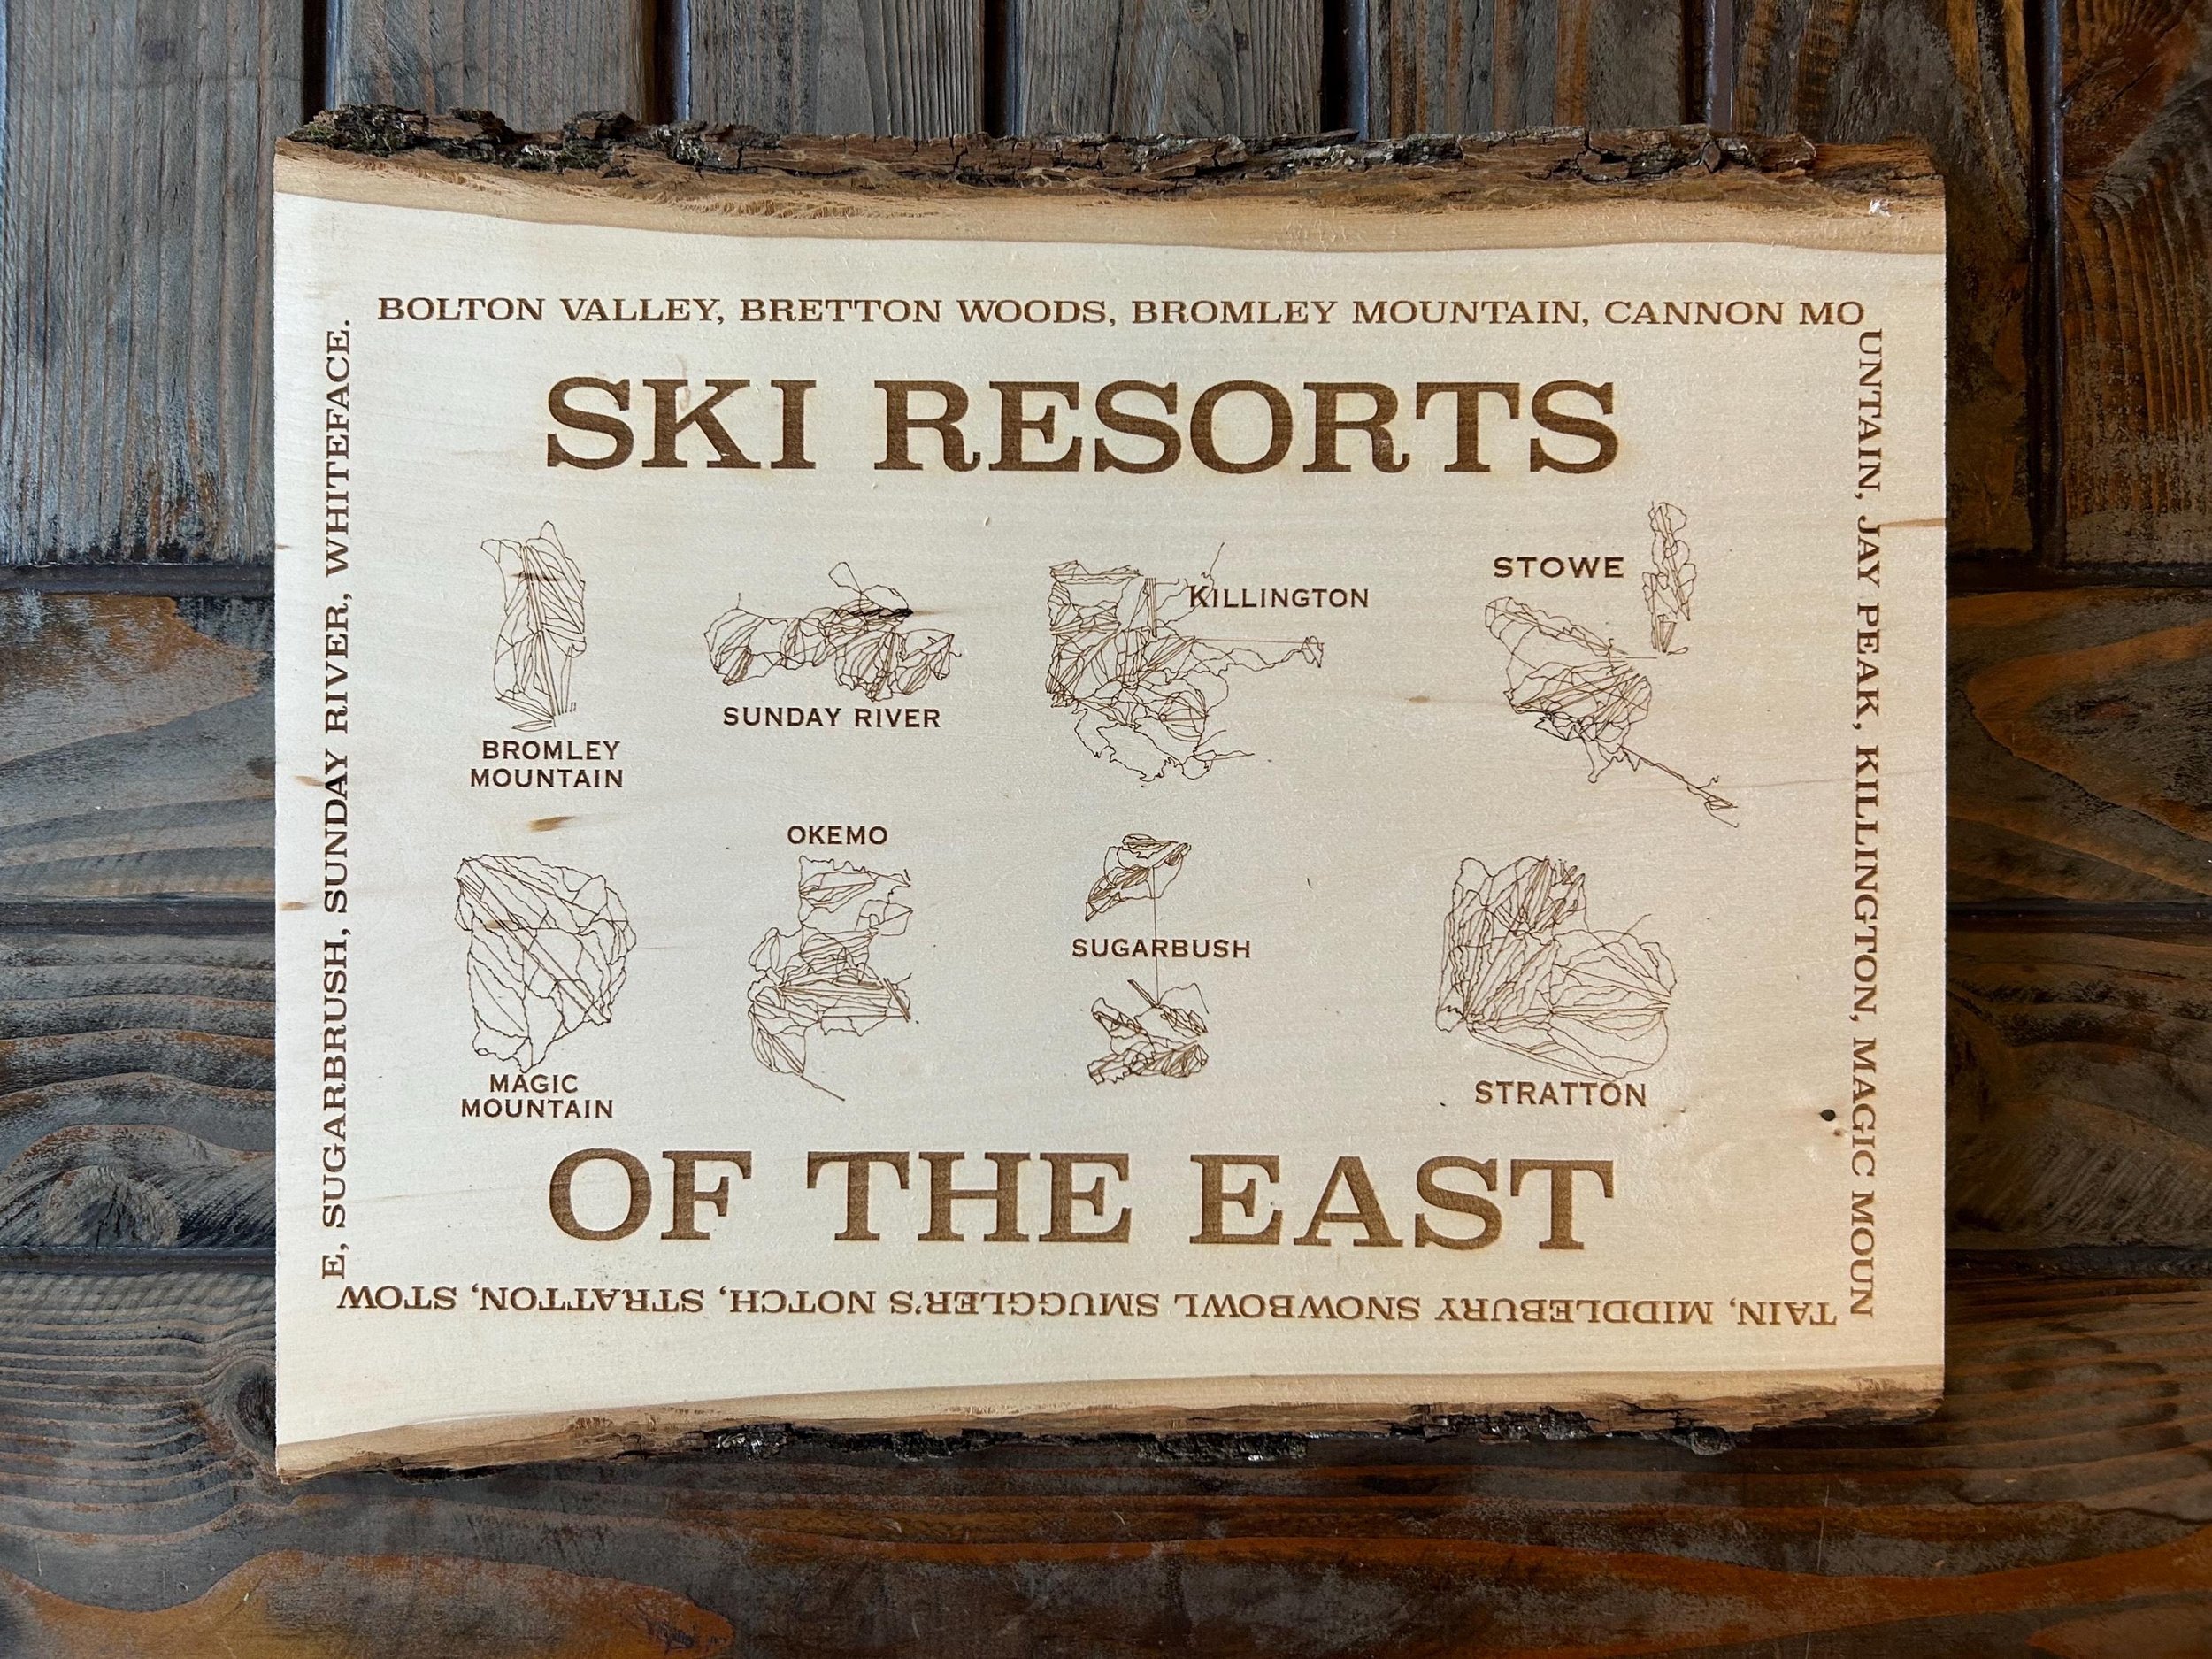 BOLTON VALLEY, BRETTON WOODS, BROMLEY MOUNTAIN, CANNON MO
UNTAIN, JAY PEAK, KILLINGTON, MAGIC MOUN
TAIN, MIDDLEBURY SNOWBOWL SMUGGLER'S NOTCH, STRATTON, STOW
E, SUGARBRUSH, SUNDAY RIVER, WHITEFACE.
SKI RESORTS
BROMLEY
MOUNTAIN
SUNDAY RIVER
KILLINGTON
STOWE
MAGIC
MOUNTAIN
OKEMO
SUGARBUSH
STRATTON
OF THE EAST